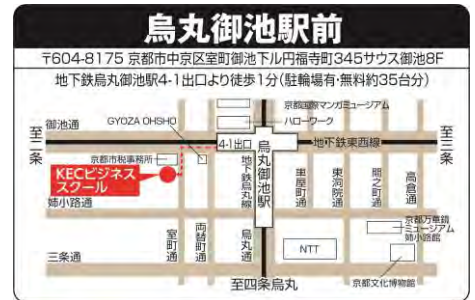 烏丸御池駅前
〒604-8175 京都市中京区室町御池下ル円福寺町345サウス御池8F
地下鉄烏丸御池駅4-1出口より徒歩1分(駐輪場有・無料約35台分)
京都国際マンガミュージアム
ハローワーク
GYOZA OHSHO
至二条
御池通
4-1出口
烏丸御池駅
地下鉄東西線
至三条
京都市税事務所
KECビジネス
スクール
地下鉄烏丸線
車屋町通
東洞院通
間之町通
高倉通
姉小路通
京都万華鏡
ミュージアム
姉小路館
室町通
両替町通
烏丸通
NTT
三条通
京都文化博物館
至四条烏丸